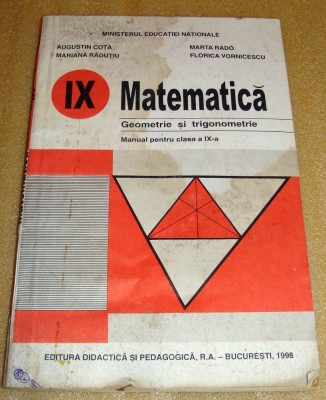 MINISTERUL EDUCAȚIEI NAȚIONALE
AUGUSTIN COTA MARTA RADÓ
MARIANA RĂDUȚIU FLORICA VORNICESCU
IX Matematică
Geometrie și trigonometrie
Manual pentru clasa a IX-a
EDITURA DIDACTICĂ ȘI PEDAGOGICĂ, R.A. – BUCUREȘTI, 1998